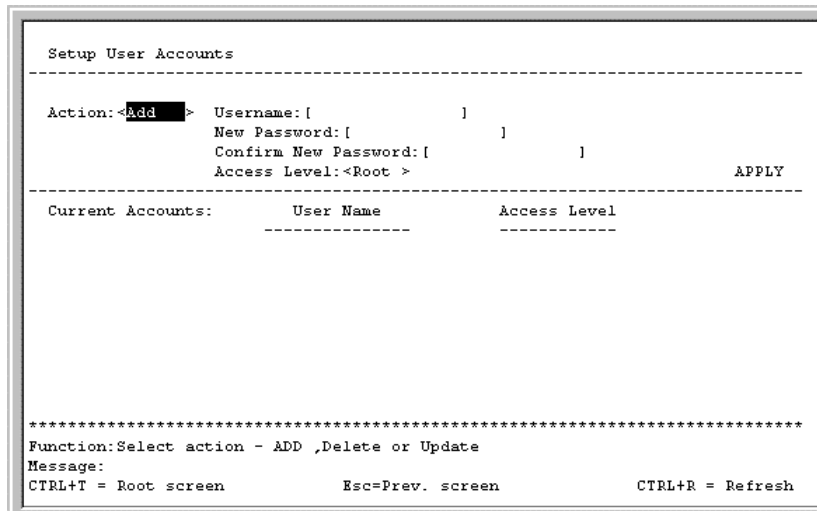 Setup User Accounts
--------------------------------------------------------------------------------
Action:<Add   > Username:[               ]
New Password:[               ]
Confirm New Password:[               ]
Access Level:<Root > APPLY
--------------------------------------------------------------------------------
Current Accounts: User Name Access Level
--------------- ------------
********************************************************************************
Function:Select action - ADD ,Delete or Update
Message:
CTRL+T = Root screen Esc=Prev. screen CTRL+R = Refresh